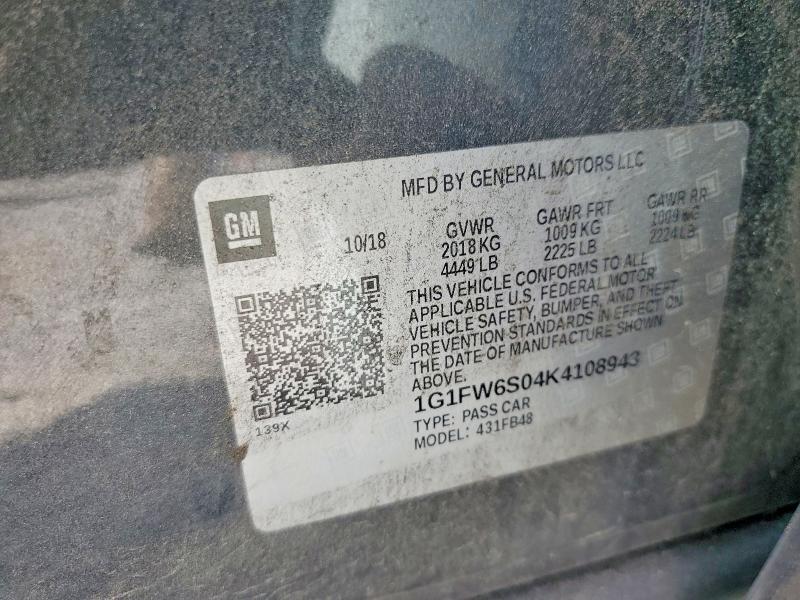 MFD BY GENERAL MOTORS LLC
GM
10/18
GVWR GAWR FRT GAWR RR
2018 KG 1009 KG 1009 KG
4449 LB 2225 LB 2224 LB
THIS VEHICLE CONFORMS TO ALL
APPLICABLE U.S. FEDERAL MOTOR
VEHICLE SAFETY, BUMPER, AND THEFT
PREVENTION STANDARDS IN EFFECT ON
THE DATE OF MANUFACTURE SHOWN
ABOVE.
1G1FW6S04K4108943
TYPE: PASS CAR
MODEL: 431FB48
139X